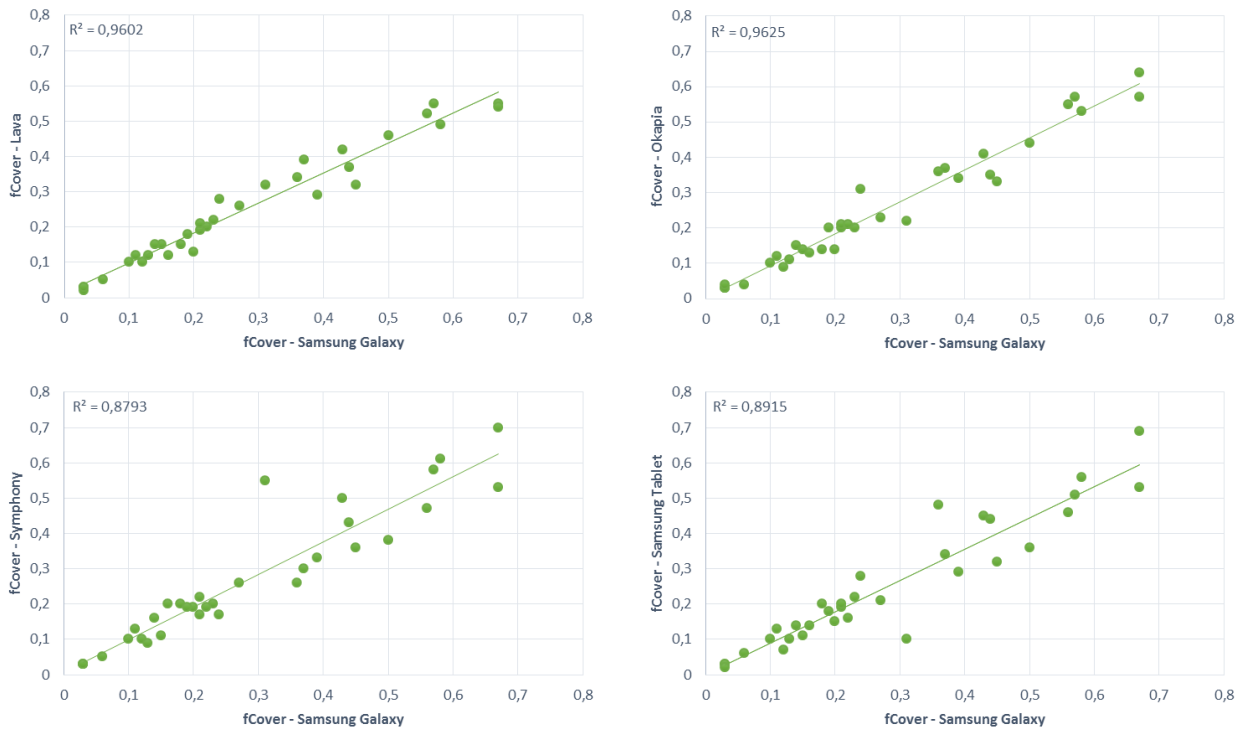 0,8
R² = 0,9602
0,7
0,6
0,5
0,4
0,3
0,2
0,1
0
fCover - Lava
0 0,1 0,2 0,3 0,4 0,5 0,6 0,7 0,8
fCover - Samsung Galaxy
0,8
R² = 0,9625
0,7
0,6
0,5
0,4
0,3
0,2
0,1
0
fCover - Okapia
0 0,1 0,2 0,3 0,4 0,5 0,6 0,7 0,8
fCover - Samsung Galaxy
0,8
R² = 0,8793
0,7
0,6
0,5
0,4
0,3
0,2
0,1
0
fCover - Symphony
0 0,1 0,2 0,3 0,4 0,5 0,6 0,7 0,8
fCover - Samsung Galaxy
0,8
R² = 0,8915
0,7
0,6
0,5
0,4
0,3
0,2
0,1
0
fCover - Samsung Tablet
0 0,1 0,2 0,3 0,4 0,5 0,6 0,7 0,8
fCover - Samsung Galaxy